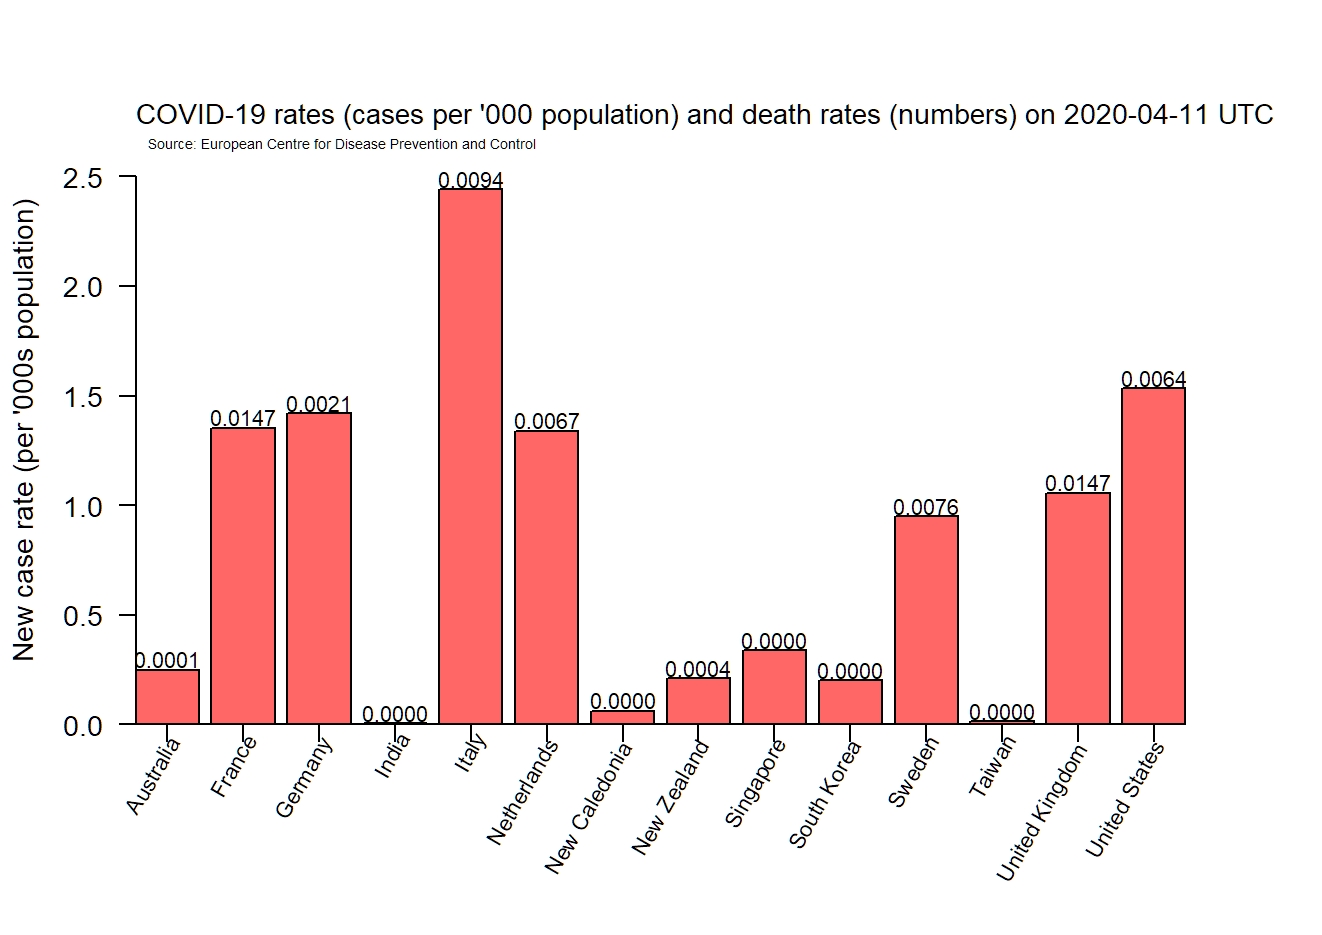 COVID-19 rates (cases per '000 population) and death rates (numbers) on 2020-04-11 UTC
Source: European Centre for Disease Prevention and Control
New case rate (per '000s population)
2.5
2.0
1.5
1.0
0.5
0.0
0.0001
0.0147
0.0021
0.0000
0.0094
0.0067
0.0000
0.0004
0.0000
0.0000
0.0076
0.0000
0.0147
0.0064
Australia
France
Germany
India
Italy
Netherlands
New Caledonia
New Zealand
Singapore
South Korea
Sweden
Taiwan
United Kingdom
United States